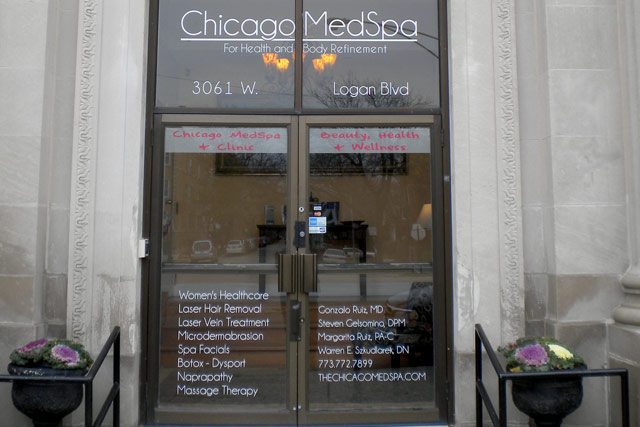 Chicago MedSpa
For Health and Body Refinement
3061 W. Logan Blvd
Chicago MedSpa
& Clinic
Beauty, Health
& Wellness
Women's Healthcare
Laser Hair Removal
Laser Vein Treatment
Microdermabrasion
Spa Facials
Botox - Dysport
Naprapathy
Massage Therapy
Gonzalo Ruiz, MD
Steven Gelsomino, DPM
Margarita Ruiz, PA-C
Warren E. Szkudlarek, DN
773.772.7899
THECHICAGOMEDSPA.COM